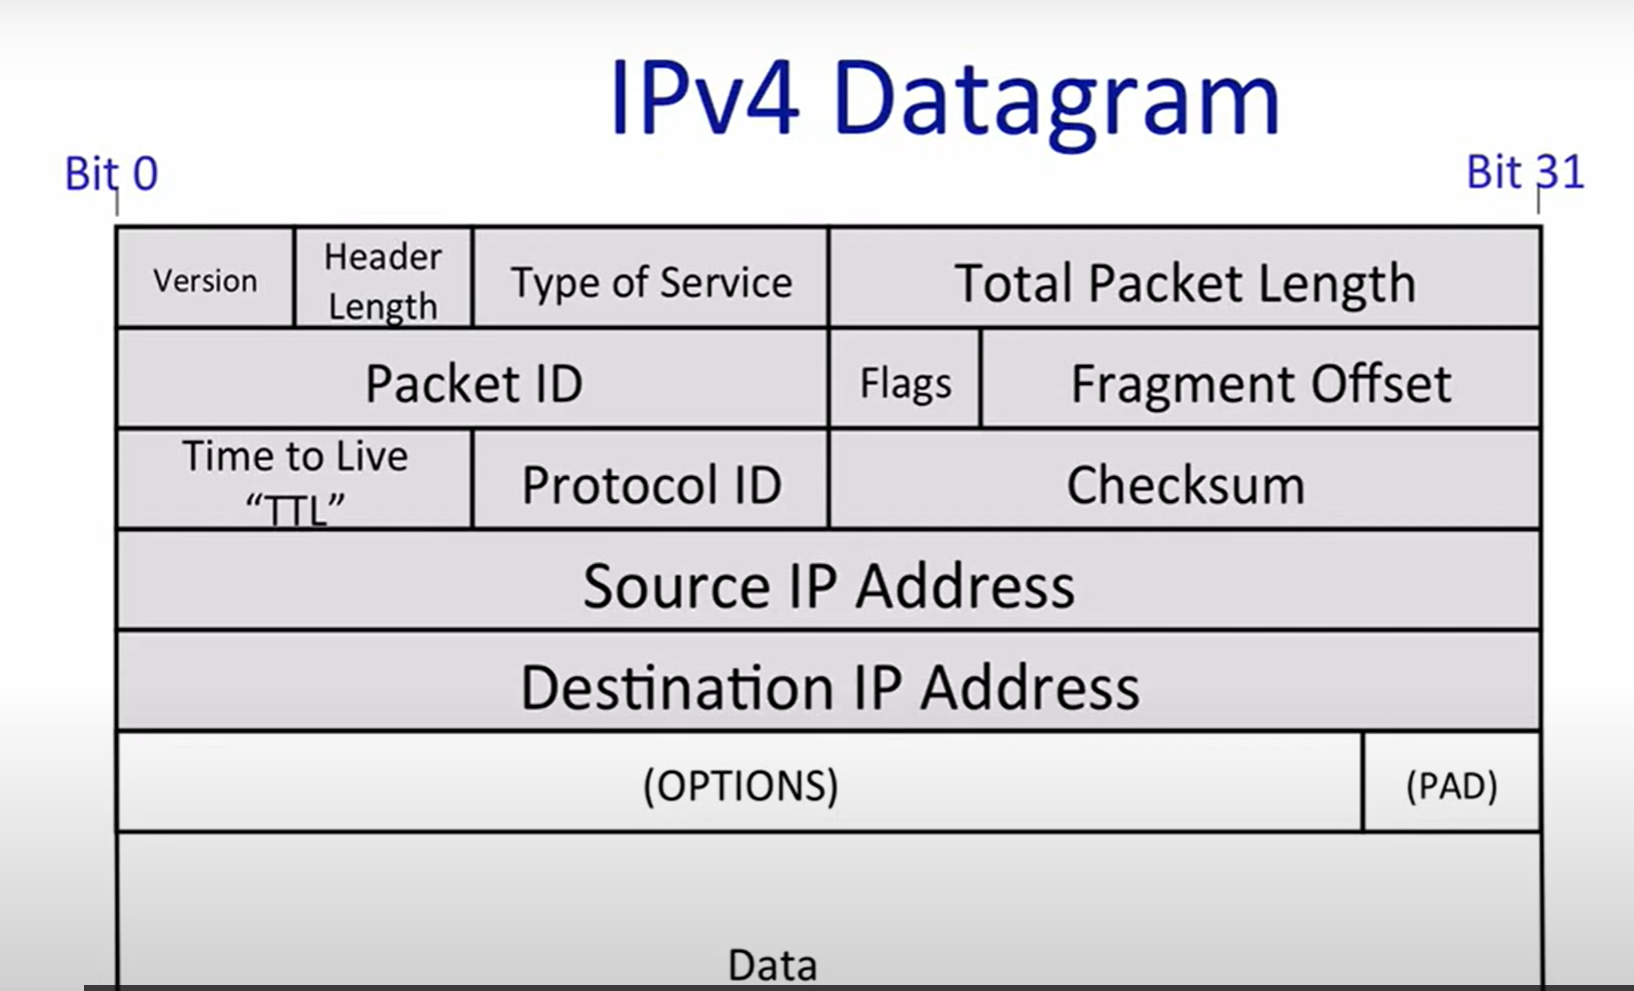 IPv4 Datagram
Bit 0
Bit 31
Version
Header
Length
Type of Service
Total Packet Length
Packet ID
Flags
Fragment Offset
Time to Live
“TTL”
Protocol ID
Checksum
Source IP Address
Destination IP Address
(OPTIONS)
(PAD)
Data